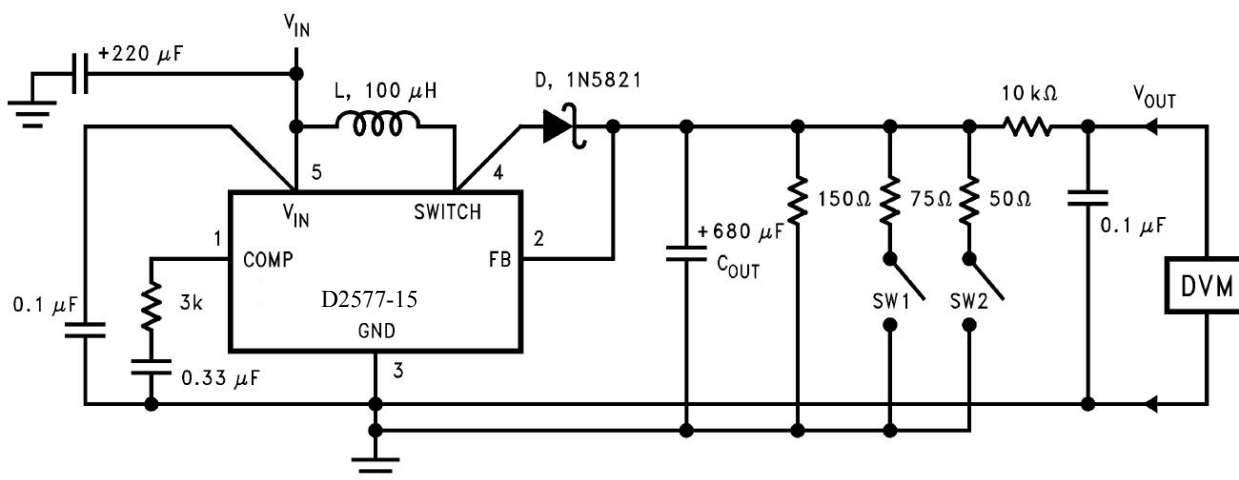 V_IN
+220 µF
L, 100 µH
D, 1N5821
10 kΩ
V_OUT
5
4
V_IN
SWITCH
150Ω
75Ω
50Ω
0.1 µF
1
2
+680 µF
C_OUT
COMP
FB
0.1 µF
3k
D2577-15
SW1
SW2
DVM
GND
3
0.33 µF